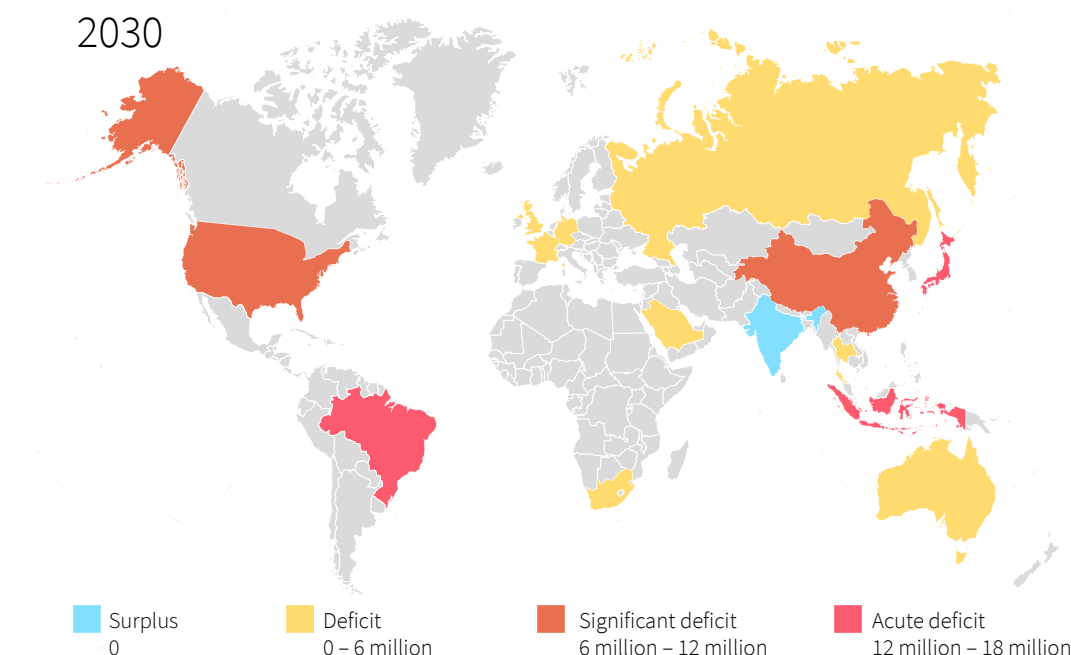 2030
Surplus
0
Deficit
0 – 6 million
Significant deficit
6 million – 12 million
Acute deficit
12 million – 18 million